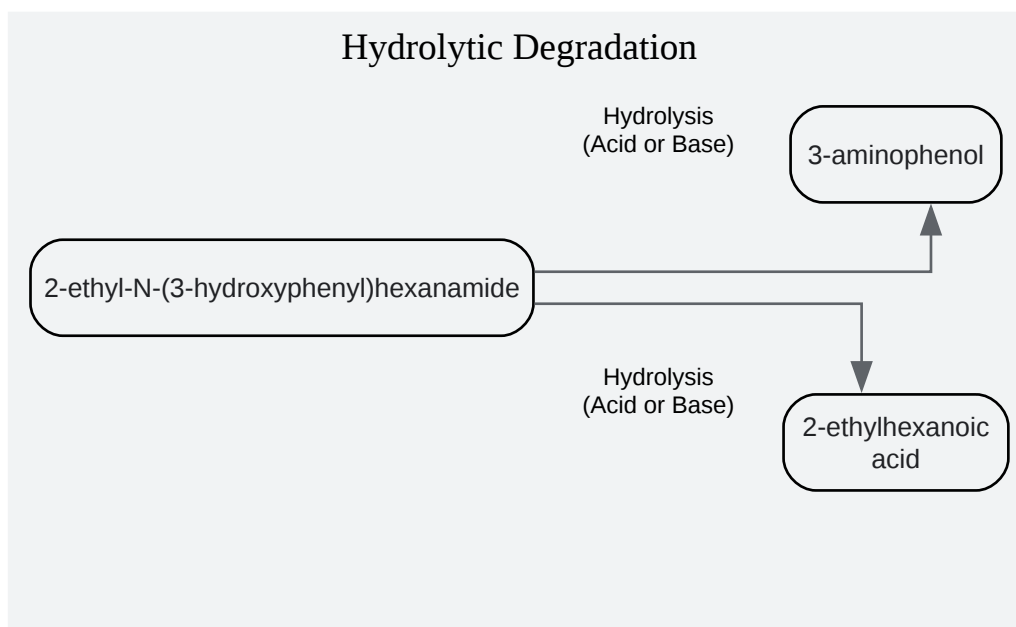 Hydrolytic Degradation
Hydrolysis
(Acid or Base)
3-aminophenol
2-ethyl-N-(3-hydroxyphenyl)hexanamide
Hydrolysis
(Acid or Base)
2-ethylhexanoic
acid